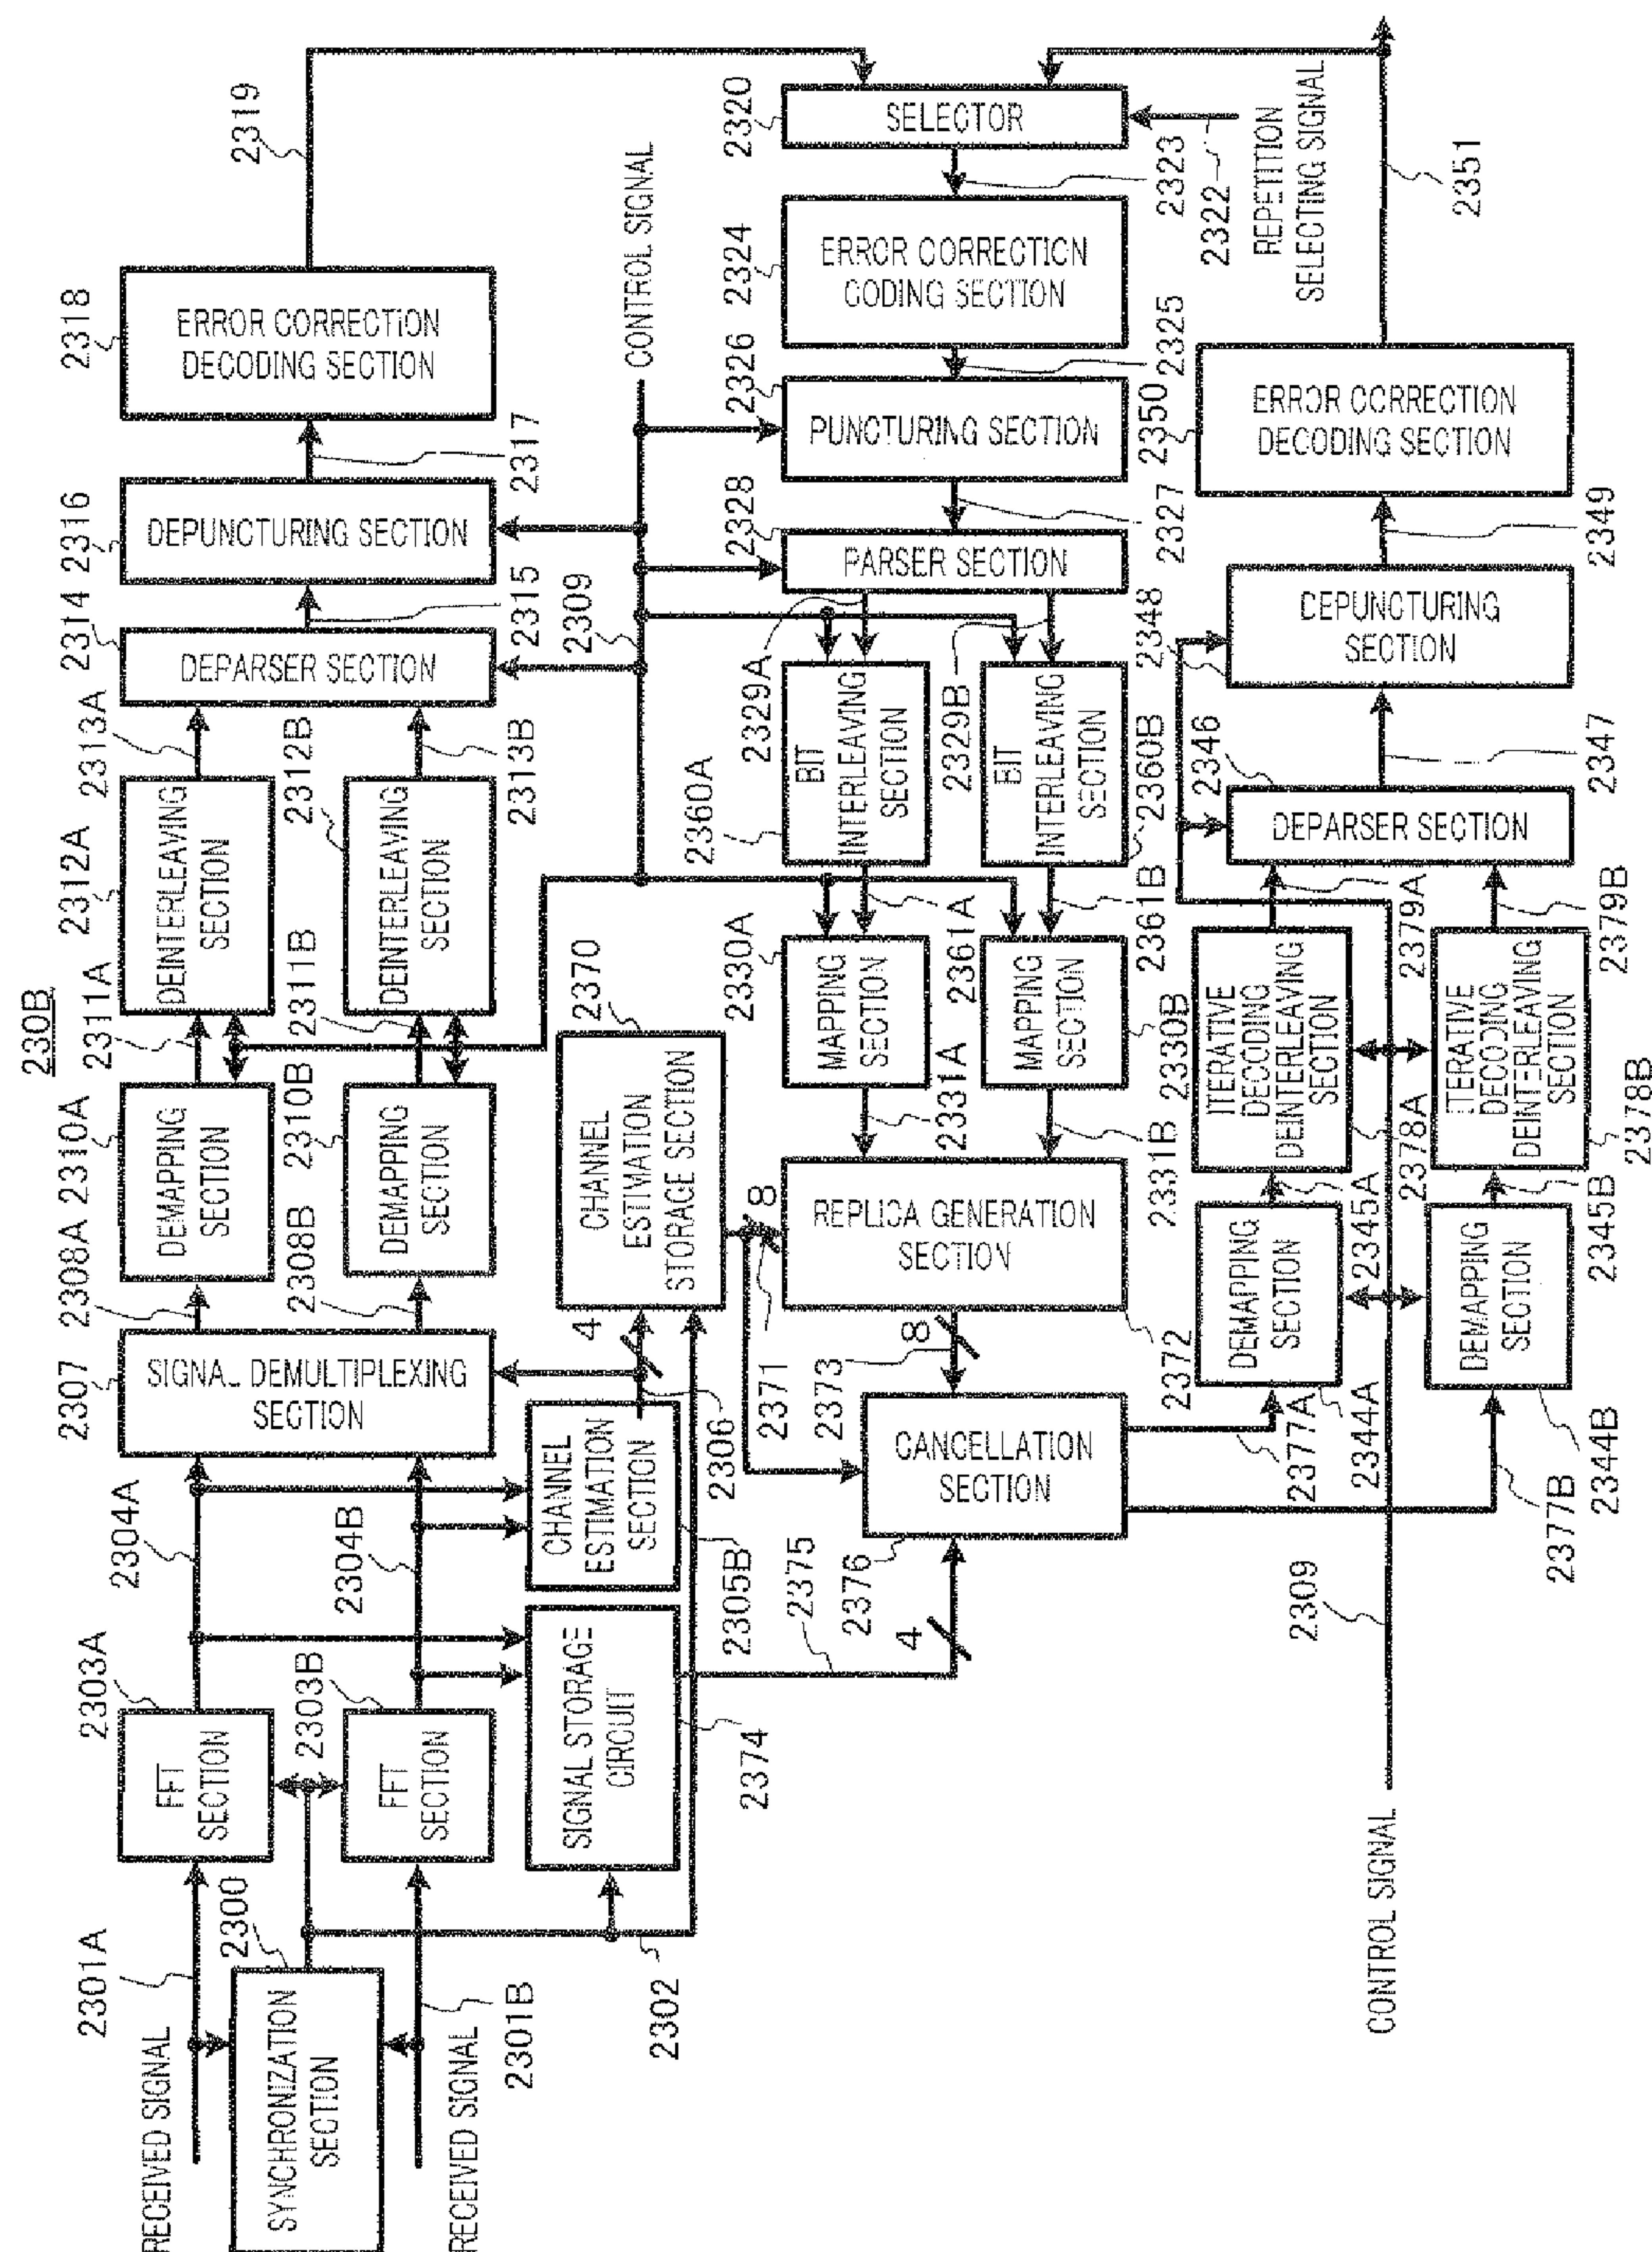 230B
2301A
RECEIVED SIGNAL
SYNCHRONIZATION
SECTION
2300
RECEIVED SIGNAL
2301B
2302
2303A
FFT
SECTION
2303B
FFT
SECTION
2304A
2304B
SIGNAL STORAGE
CIRCUIT
2374
CHANNEL
ESTIMATION
SECTION
2305B
2306
4
2307
SIGNAL DEMULTIPLEXING
SECTION
2308A
2308B
2310A
DEMAPPING
SECTION
2310B
DEMAPPING
SECTION
2311A
2311B
2312A
DEINTERLEAVING
SECTION
2312B
DEINTERLEAVING
SECTION
2313A
2313B
2314
DEPARSER SECTION
2315
2316
DEPUNCTURING SECTION
2317
2318
ERROR CORRECTION
DECODING SECTION
2319
2309
CONTROL SIGNAL
2370
CHANNEL
ESTIMATION
STORAGE SECTION
2371
8
2320
SELECTOR
2322
REPETITION
SELECTING SIGNAL
2323
2324
ERROR CORRECTION
CODING SECTION
2325
2326
PUNCTURING SECTION
2327
2328
PARSER SECTION
2329A
2329B
2360A
BIT
INTERLEAVING
SECTION
BIT
INTERLEAVING
SECTION
2360B
2361A
2361B
2330A
MAPPING
SECTION
MAPPING
SECTION
2330B
2331A
2331B
REPLICA GENERATION
SECTION
2372
2373
8
CANCELLATION
SECTION
2376
2375
4
2377A
2377B
DEMAPPING
SECTION
2344A
DEMAPPING
SECTION
2344B
2345A
2345B
ITERATIVE
DECODING
DEINTERLEAVING
SECTION
2378A
ITERATIVE
DECODING
DEINTERLEAVING
SECTION
2378B
2379A
2379B
2346
DEPARSER SECTION
2347
2348
DEPUNCTURING
SECTION
2349
2350
ERROR CORRECTION
DECODING SECTION
2351
2309
CONTROL SIGNAL